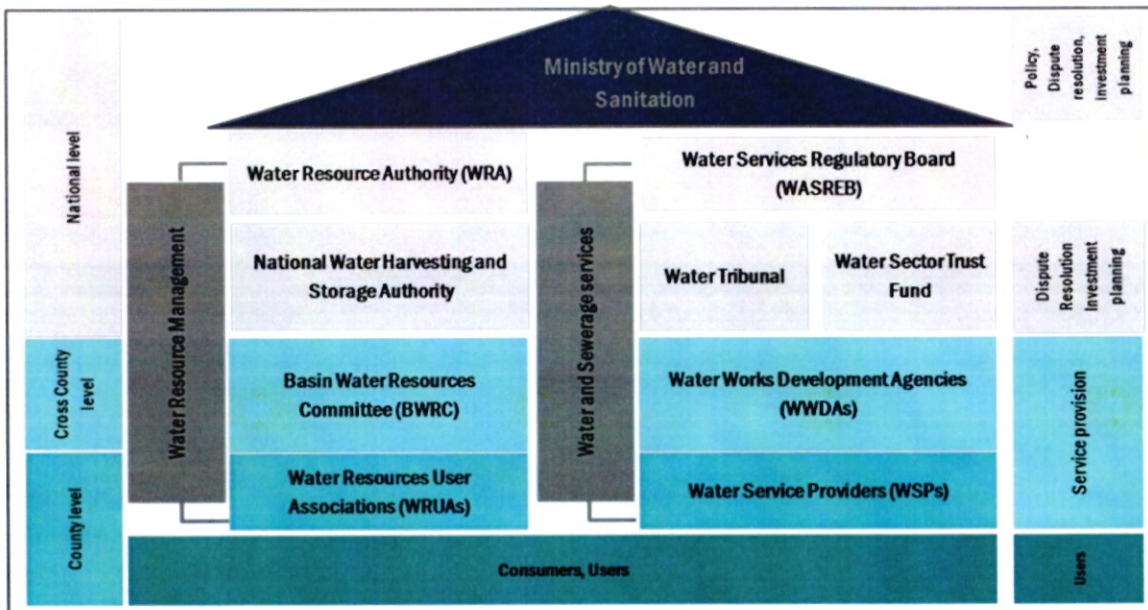 Ministry of Water and
Sanitation
Policy,
Dispute
resolution,
Investment
planning
National level
Water Resource Management
Water Resource Authority (WRA)
Water and Sewerage services
Water Services Regulatory Board
(WASREB)
National Water Harvesting and
Storage Authority
Water Tribunal
Water Sector Trust
Fund
Dispute
Resolution
Investment
planning
Cross County
level
Basin Water Resources
Committee (BWRC)
Water Works Development Agencies
(WWDAs)
Service provision
County level
Water Resources User
Associations (WRUAs)
Water Service Providers (WSPs)
Consumers, Users
Users